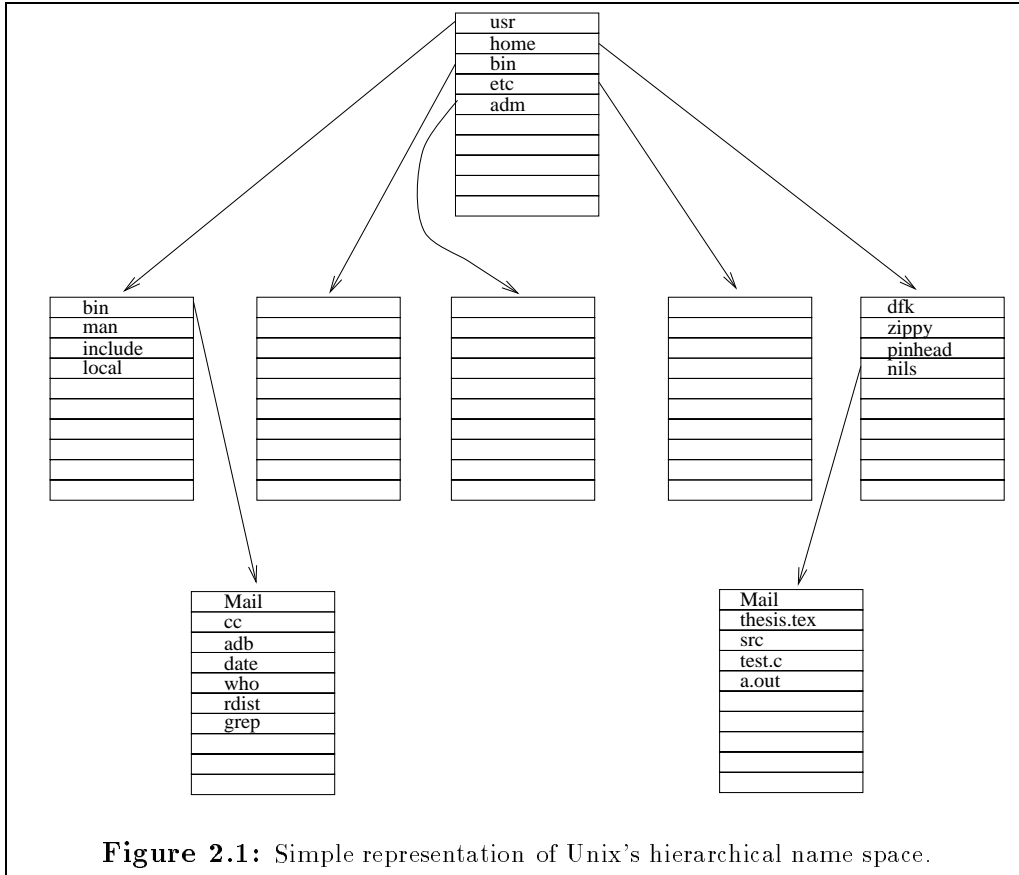 usr
home
bin
etc
adm
bin
man
include
local
dfk
zippy
pinhead
nils
Mail
cc
adb
date
who
rdist
grep
Mail
thesis.tex
src
test.c
a.out
Figure 2.1: Simple representation of Unix's hierarchical name space.